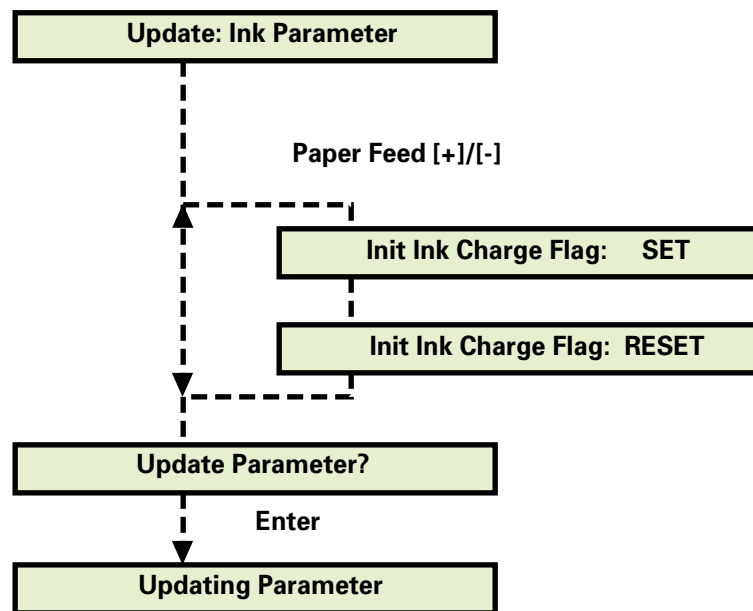 Update: Ink Parameter
Paper Feed [+]/[-]
Init Ink Charge Flag: SET
Init Ink Charge Flag: RESET
Update Parameter?
Enter
Updating Parameter